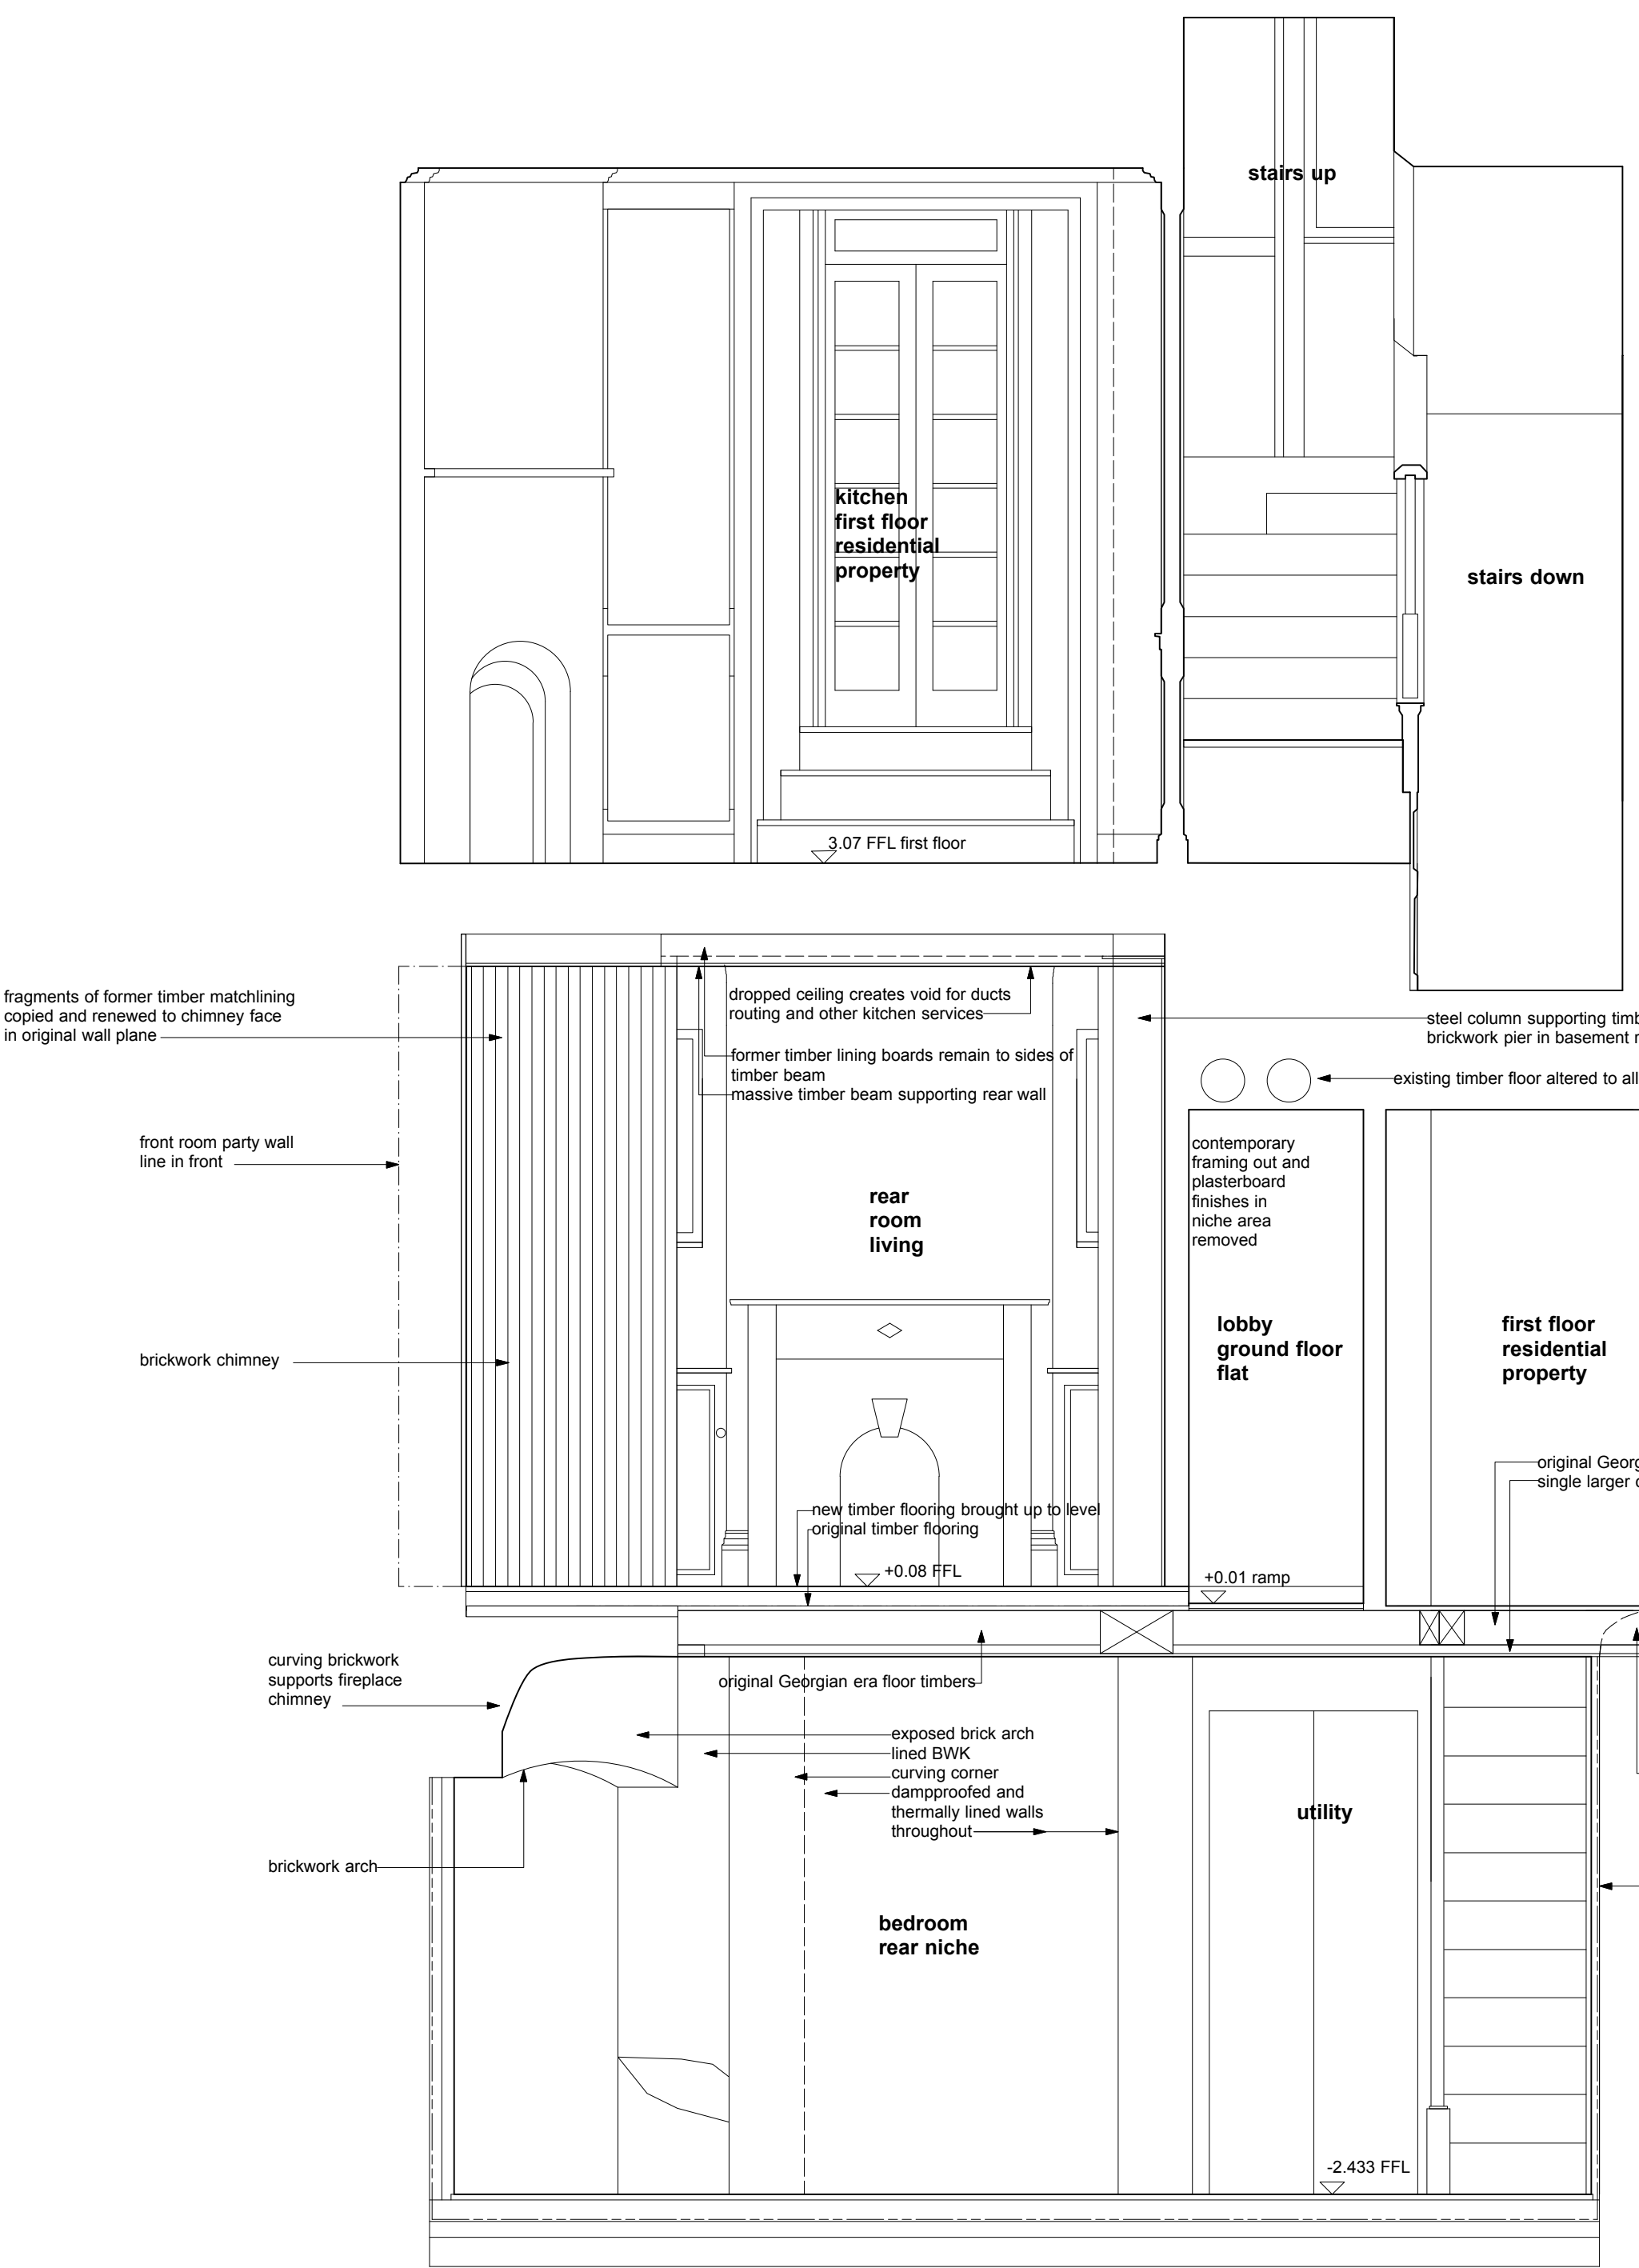 stairs up
kitchen
first floor
residential
property
stairs down
3.07 FFL first floor
fragments of former timber matchlining
copied and renewed to chimney face
in original wall plane
dropped ceiling creates void for ducts
routing and other kitchen services
steel column supporting
brickwork pier in basement
former timber lining boards remain to sides of
timber beam
massive timber beam supporting rear wall
existing timber floor altered to
front room party wall
line in front
contemporary
framing out and
plasterboard
finishes in
niche area
removed
rear
room
living
lobby
ground floor
flat
first floor
residential
property
brickwork chimney
original
single larger
new timber flooring brought up to level
original timber flooring
+0.08 FFL
+0.01 ramp
curving brickwork
supports fireplace
chimney
original Georgian era floor timbers
exposed brick arch
lined BWK
curving corner
dampproofed and
thermally lined walls
throughout
utility
brickwork arch
bedroom
rear niche
-2.433 FFL